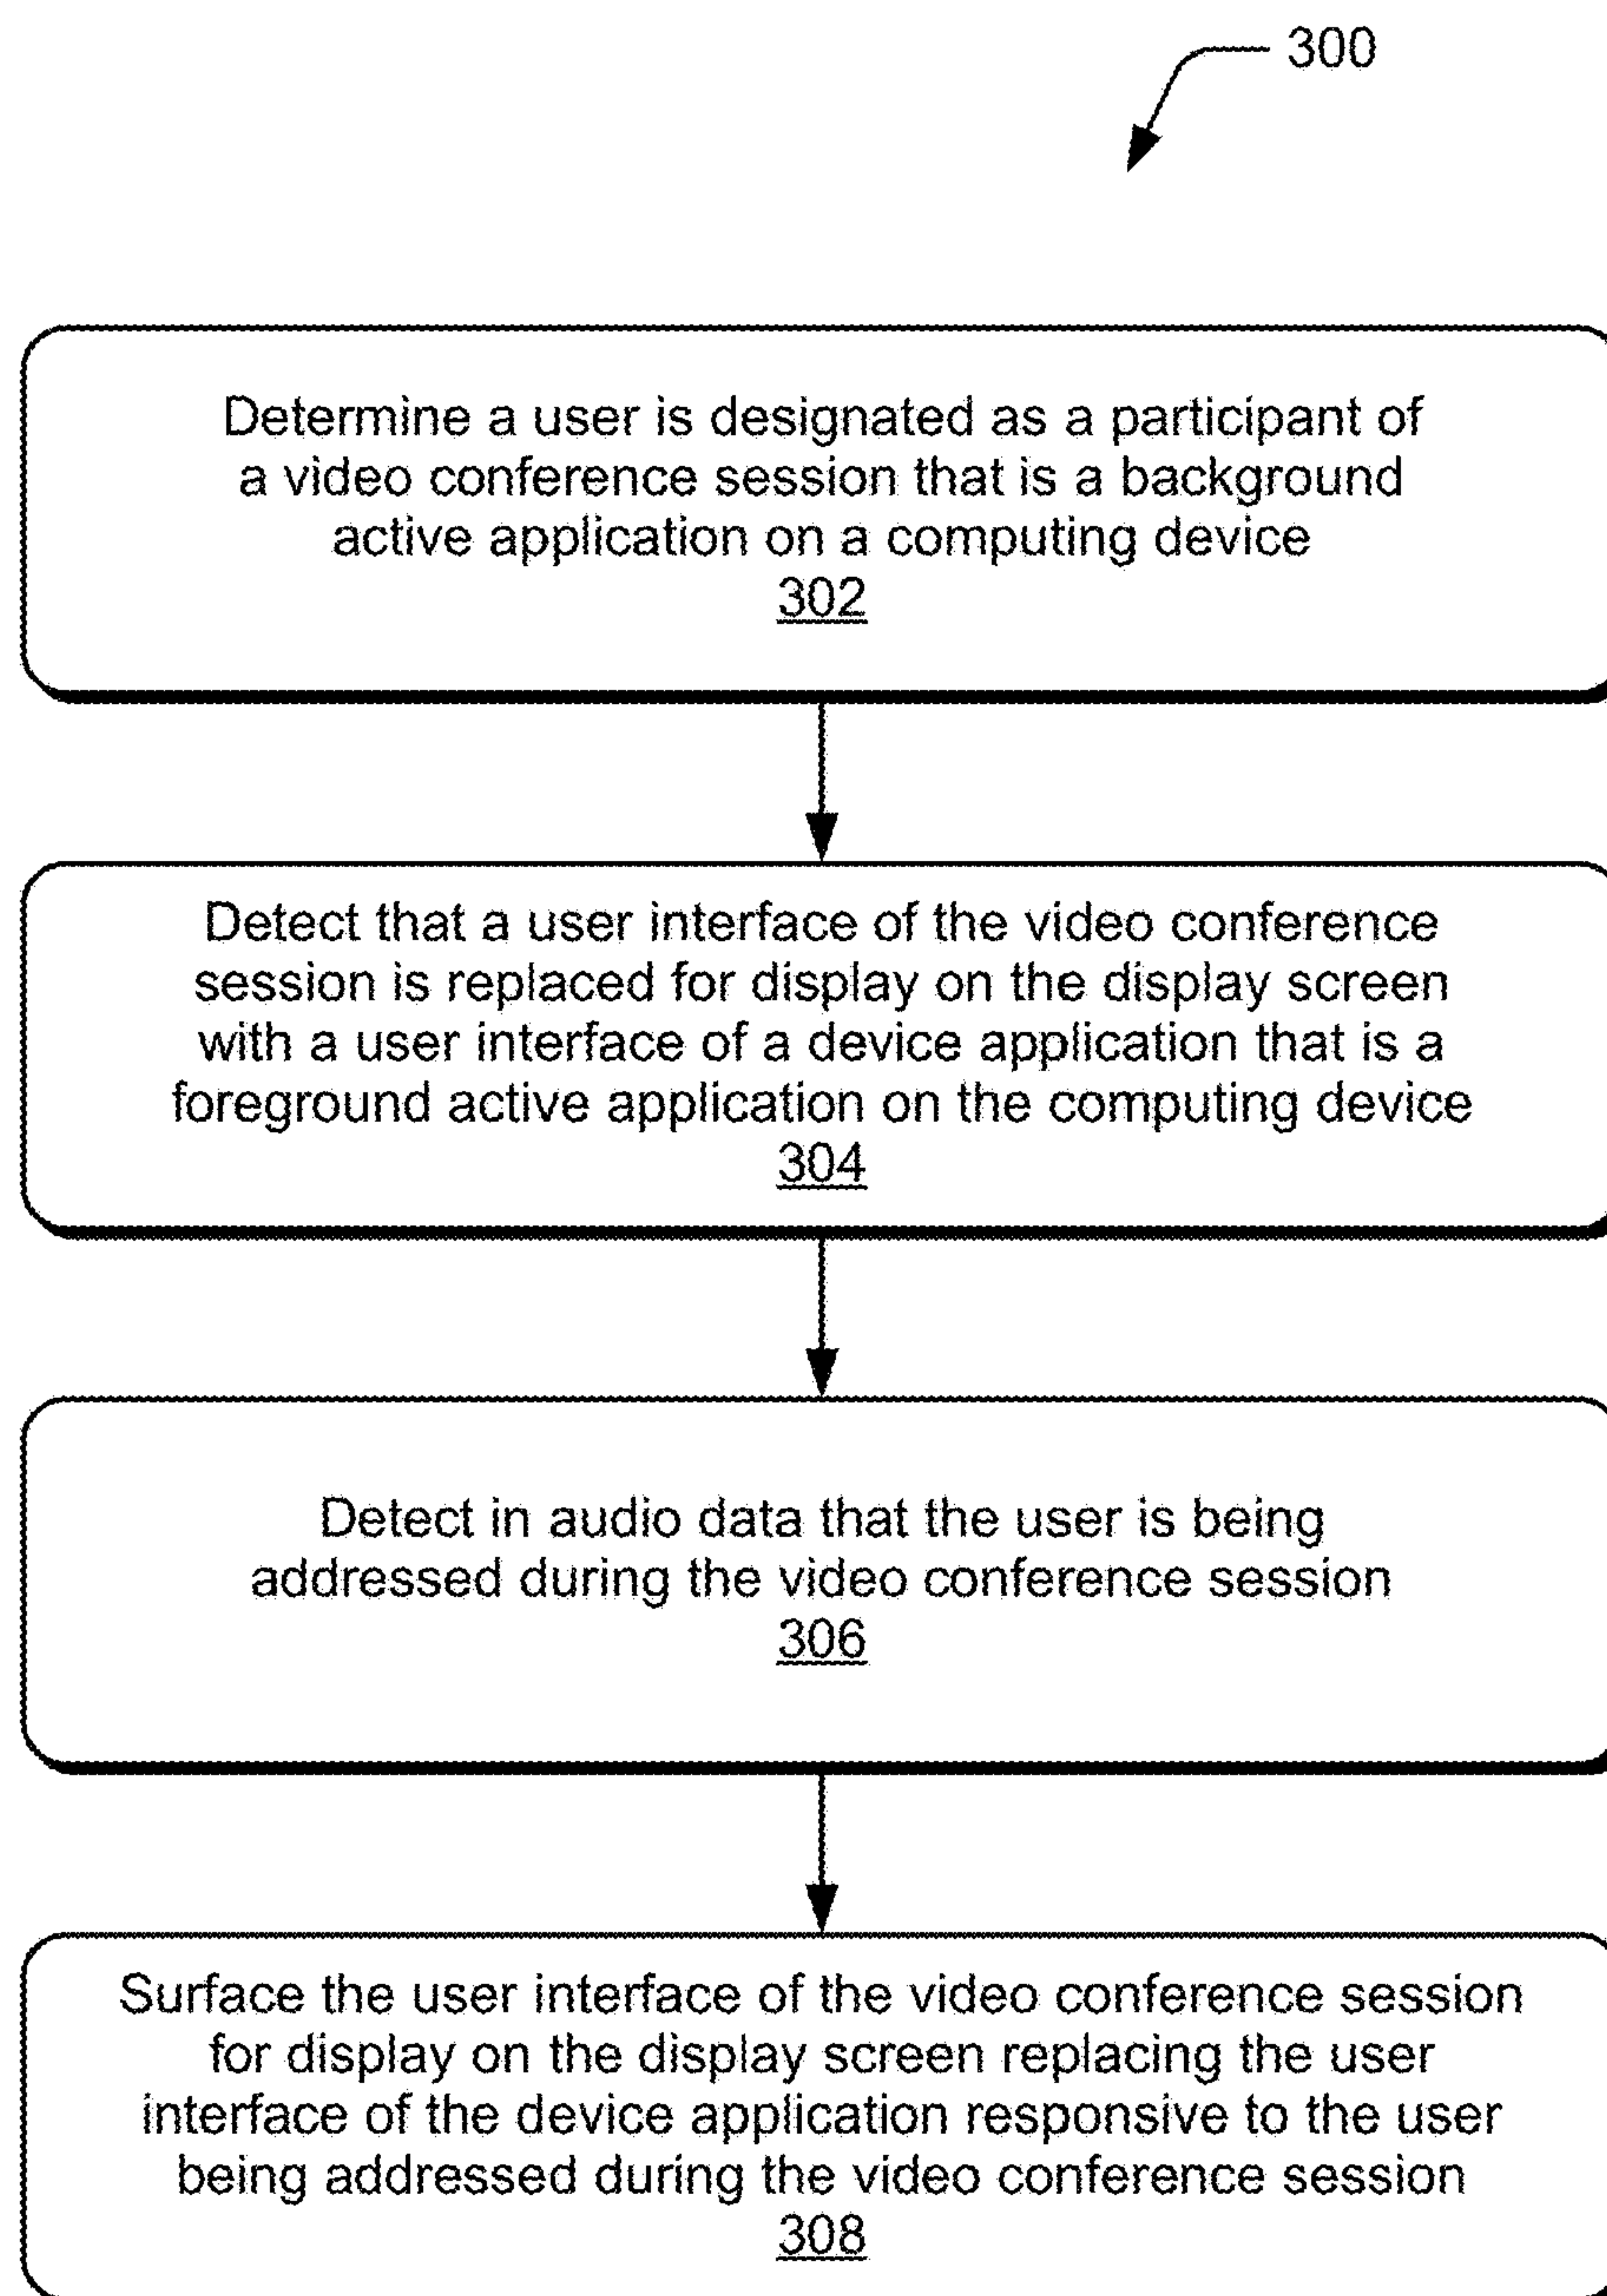 300
Determine a user is designated as a participant of
a video conference session that is a background
active application on a computing device
302
Detect that a user interface of the video conference
session is replaced for display on the display screen
with a user interface of a device application that is a
foreground active application on the computing device
304
Detect in audio data that the user is being
addressed during the video conference session
306
Surface the user interface of the video conference session
for display on the display screen replacing the user
interface of the device application responsive to the user
being addressed during the video conference session
308